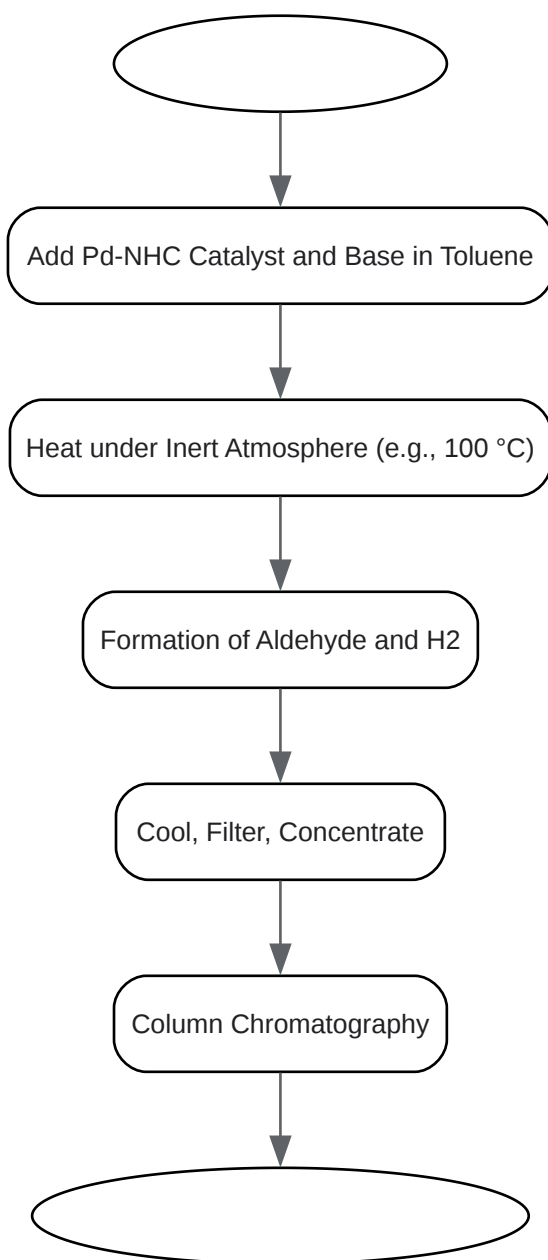 Add Pd-NHC Catalyst and Base in Toluene
Heat under Inert Atmosphere (e.g., 100 °C)
Formation of Aldehyde and H2
Cool, Filter, Concentrate
Column Chromatography